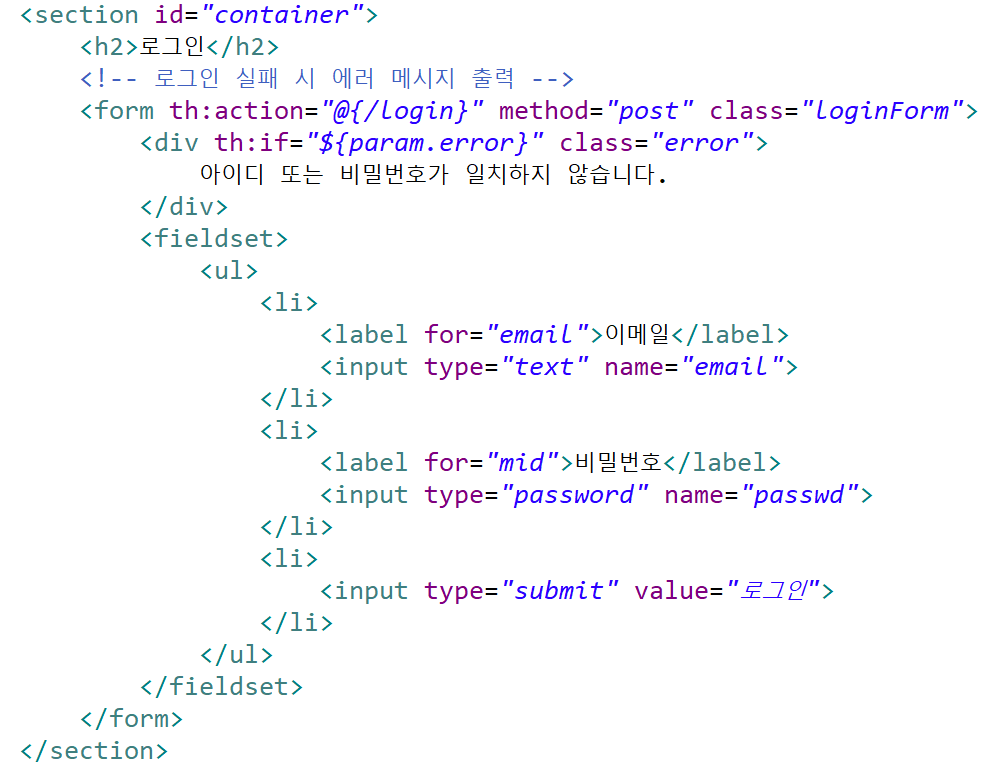 <section id="container">
    <h2>로그인</h2>
    <!-- 로그인 실패 시 에러 메시지 출력 -->
    <form th:action="@{/login}" method="post" class="loginForm">
        <div th:if="${param.error}" class="error">
            아이디 또는 비밀번호가 일치하지 않습니다.
        </div>
        <fieldset>
            <ul>
                <li>
                    <label for="email">이메일</label>
                    <input type="text" name="email">
                </li>
                <li>
                    <label for="mid">비밀번호</label>
                    <input type="password" name="passwd">
                </li>
                <li>
                    <input type="submit" value="로그인">
                </li>
            </ul>
        </fieldset>
    </form>
</section>